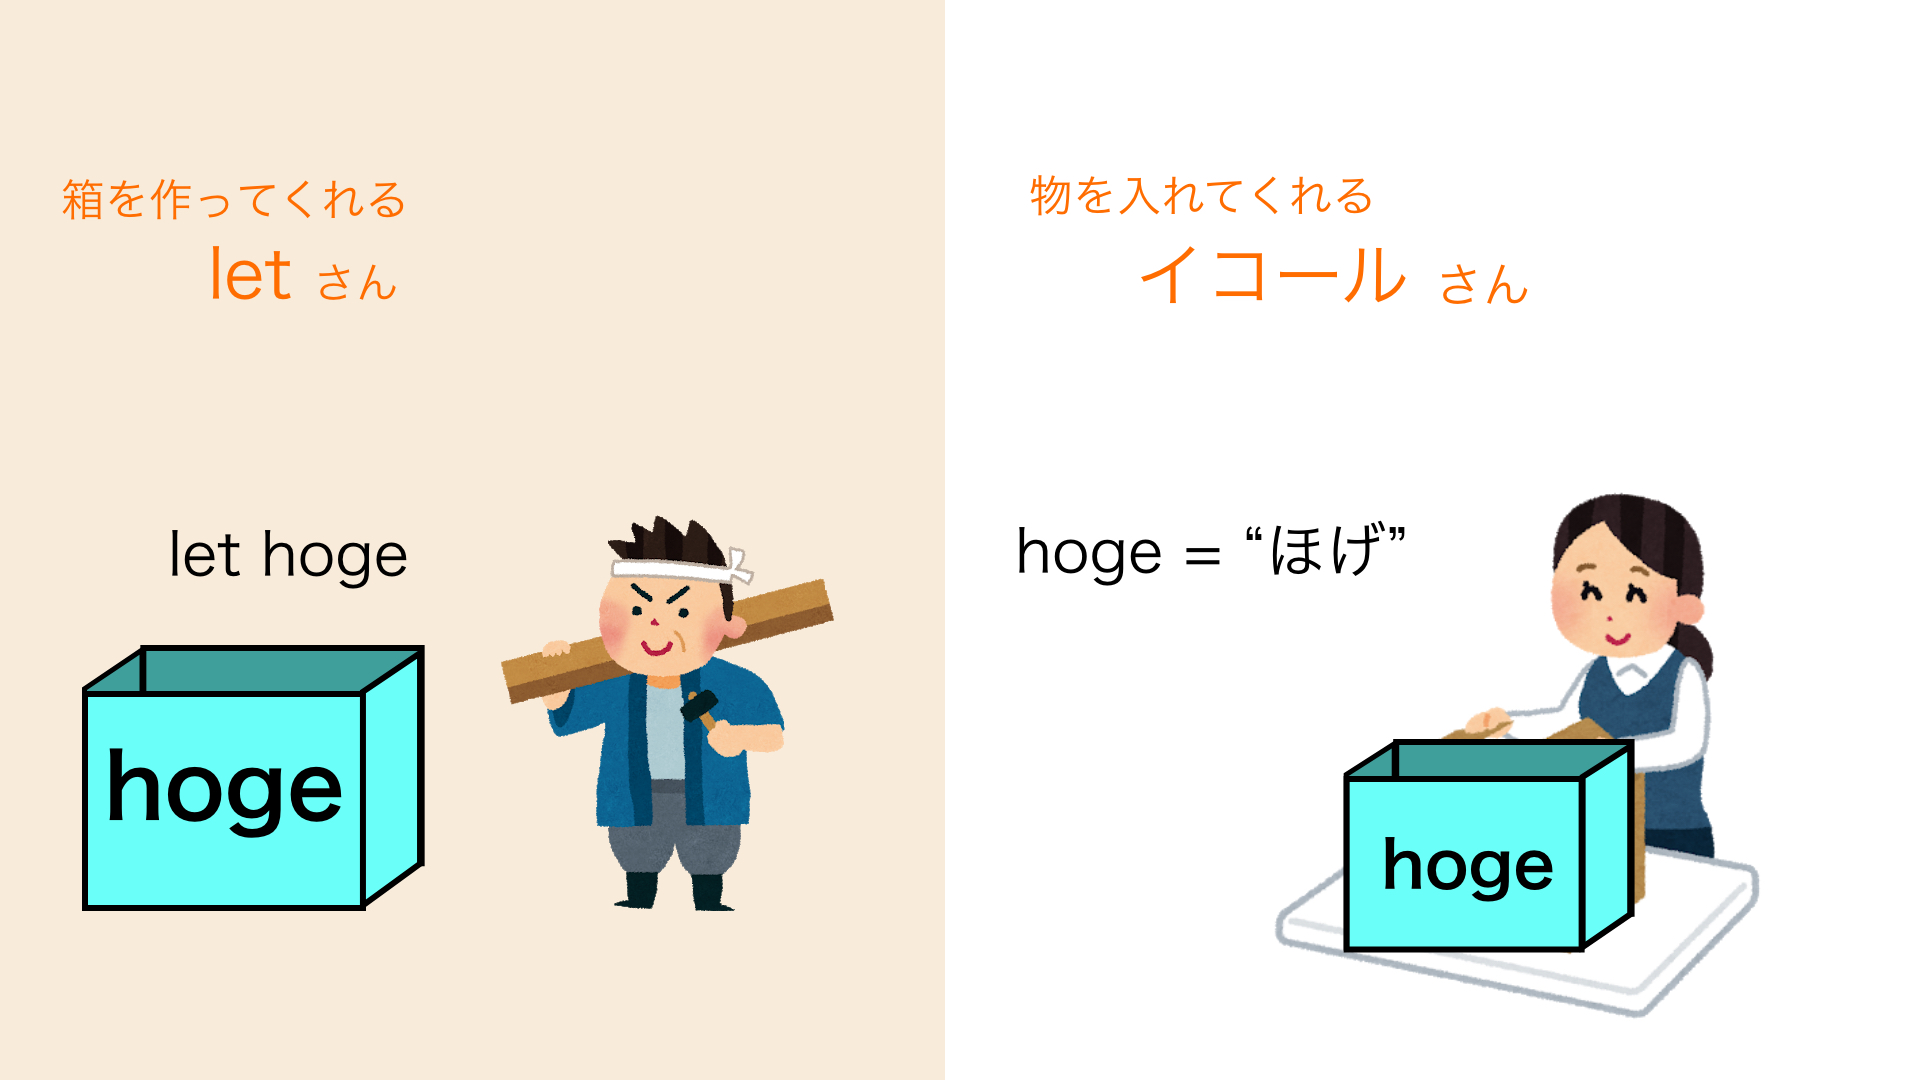 箱を作ってくれる
let さん
let hoge
hoge
物を入れてくれる
イコール さん
hoge = “ほげ”
hoge